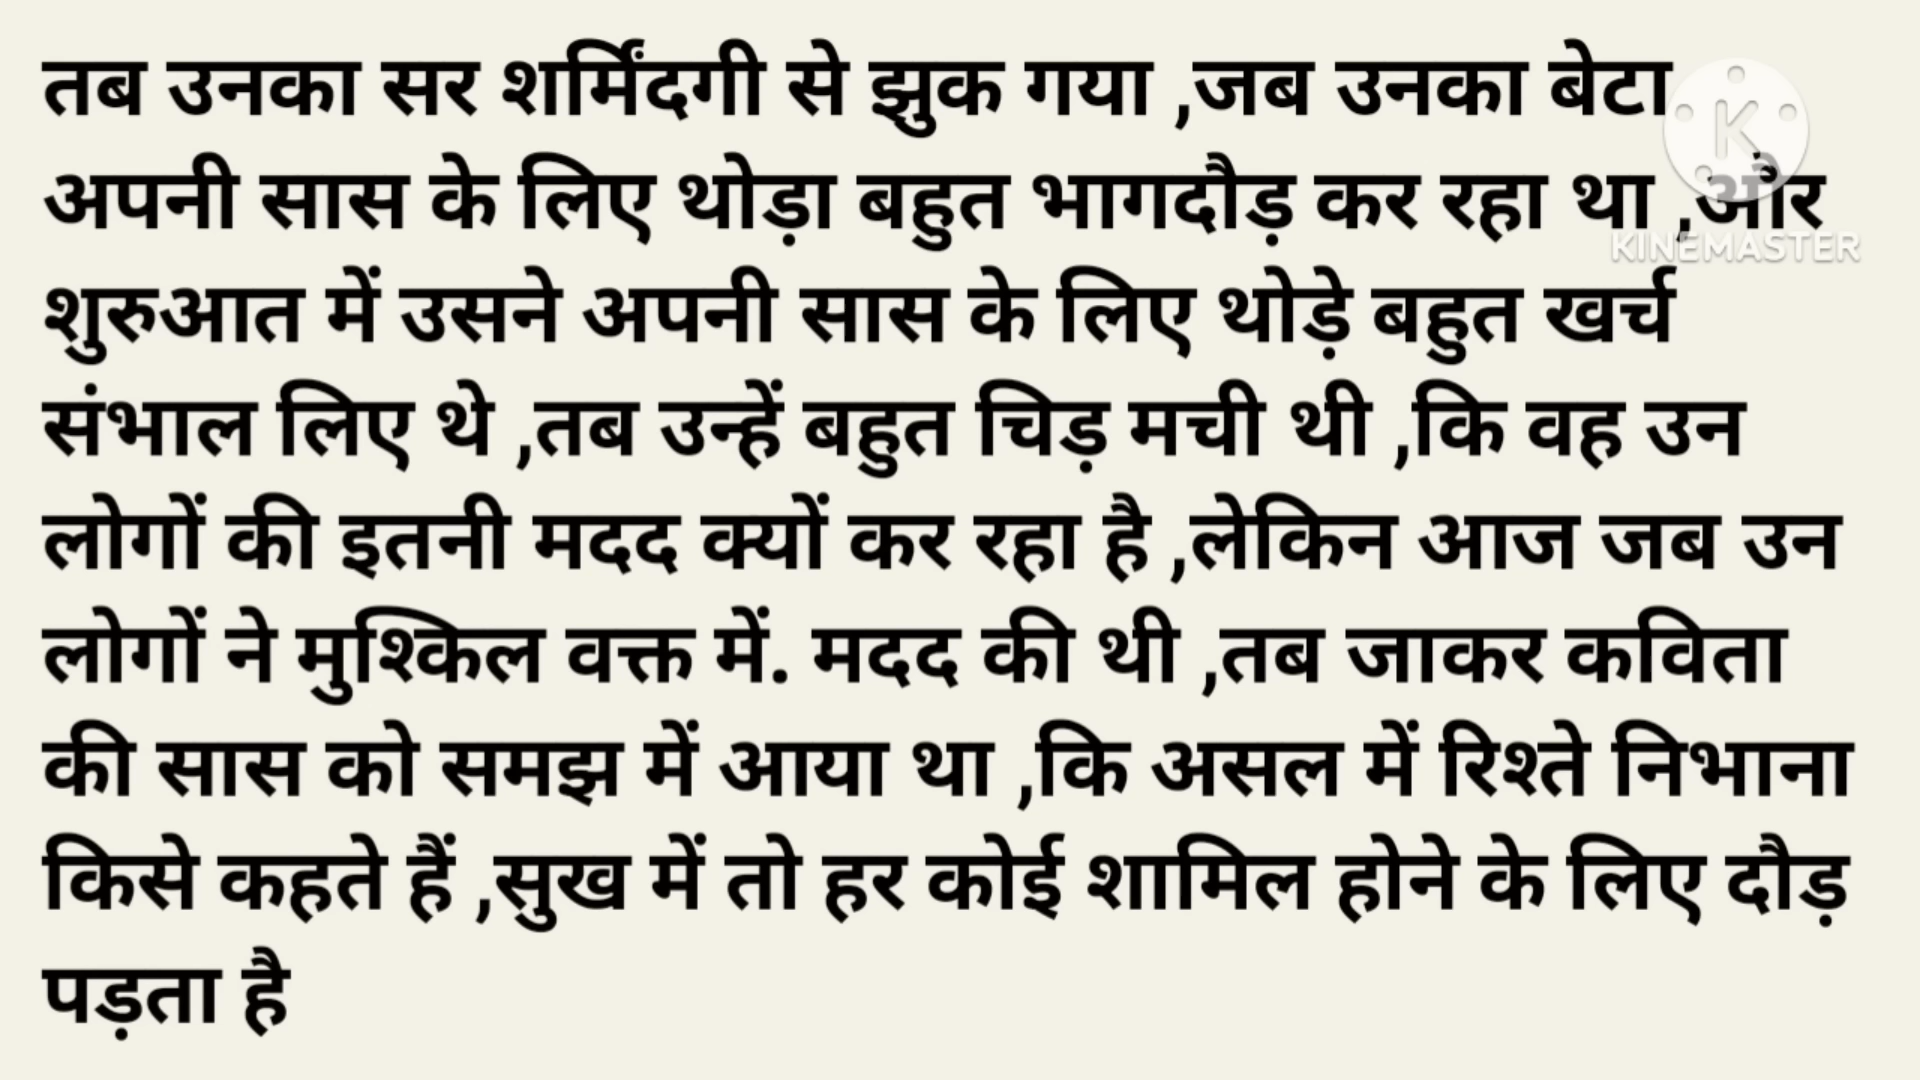 तब उनका सर शर्मिंदगी से झुक गया ,जब उनका बेटा
अपनी सास के लिए थोड़ा बहुत भागदौड़ कर रहा था ,और
शुरुआत में उसने अपनी सास के लिए थोड़े बहुत खर्च
संभाल लिए थे ,तब उन्हें बहुत चिड़ मची थी ,कि वह उन
लोगों की इतनी मदद क्यों कर रहा है ,लेकिन आज जब उन
लोगों ने मुश्किल वक्त में. मदद की थी ,तब जाकर कविता
की सास को समझ में आया था ,कि असल में रिश्ते निभाना
किसे कहते हैं ,सुख में तो हर कोई शामिल होने के लिए दौड़
पड़ता है
K
KINEMASTER